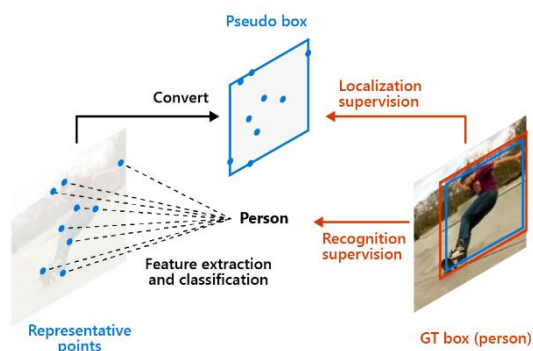 Pseudo box
Convert
Localization
supervision
Person
Recognition
supervision
Feature extraction
and classification
Representative
points
GT box (person)